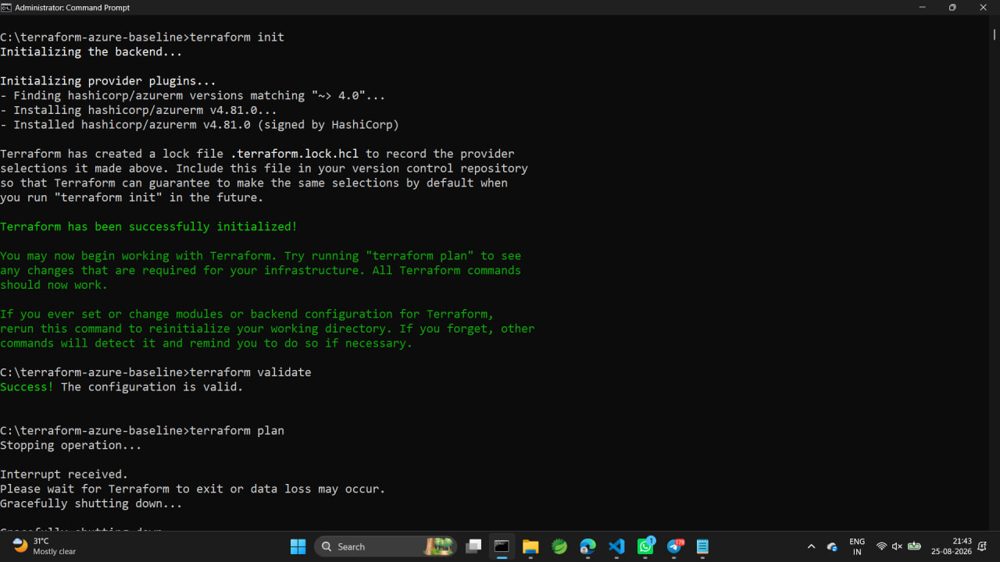 Administrator: Command Prompt
C:\terraform-azure-baseline>terraform init
Initializing the backend...
Initializing provider plugins...
- Finding hashicorp/azurerm versions matching "~> 4.0"...
- Installing hashicorp/azurerm v4.81.0...
- Installed hashicorp/azurerm v4.81.0 (signed by HashiCorp)
Terraform has created a lock file .terraform.lock.hcl to record the provider
selections it made above. Include this file in your version control repository
so that Terraform can guarantee to make the same selections by default when
you run "terraform init" in the future.
Terraform has been successfully initialized!
You may now begin working with Terraform. Try running "terraform plan" to see
any changes that are required for your infrastructure. All Terraform commands
should now work.
If you ever set or change modules or backend configuration for Terraform,
rerun this command to reinitialize your working directory. If you forget, other
commands will detect it and remind you to do so if necessary.
C:\terraform-azure-baseline>terraform validate
Success! The configuration is valid.
C:\terraform-azure-baseline>terraform plan
Stopping operation...
Interrupt received.
Please wait for Terraform to exit or data loss may occur.
Gracefully shutting down...
31°C
Mostly clear
Search
1
178
ENG
IN
21:43
25-08-2026